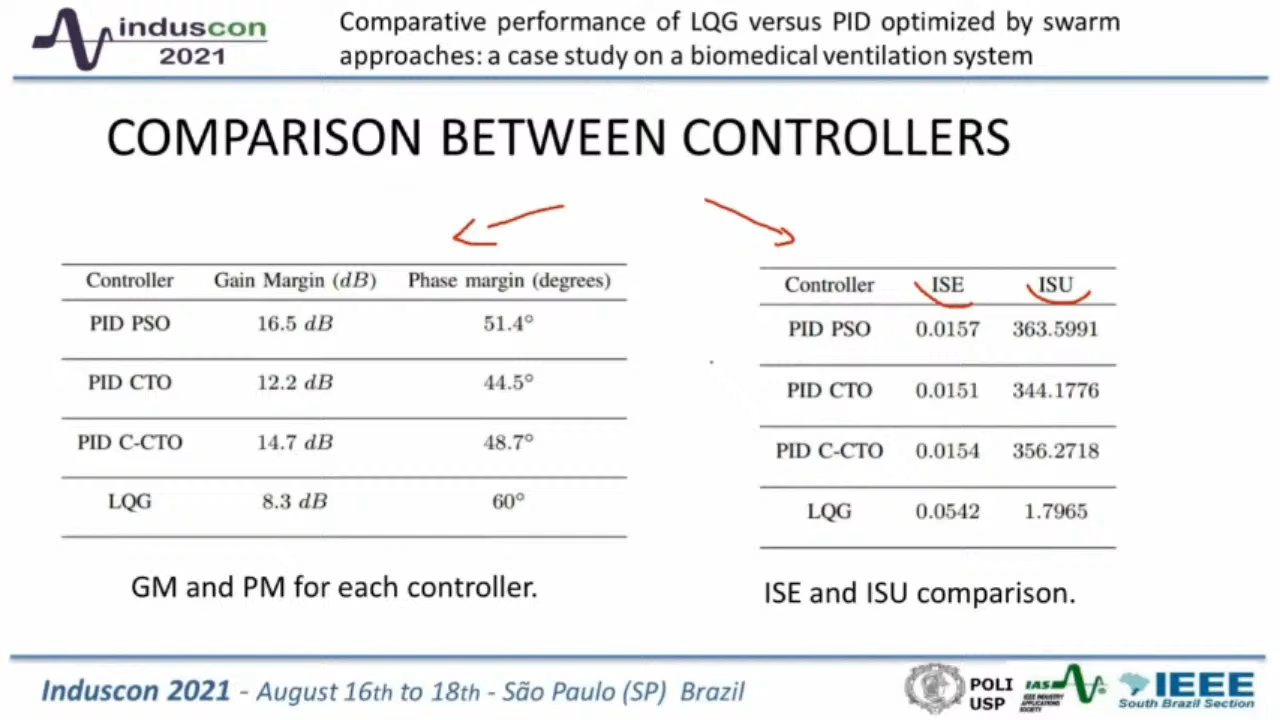 induscon
2021
Comparative performance of LQG versus PID optimized by swarm
approaches: a case study on a biomedical ventilation system
COMPARISON BETWEEN CONTROLLERS
Controller Gain Margin (dB) Phase margin (degrees)
PID PSO 16.5 dB 51.4°
PID CTO 12.2 dB 44.5°
PID C-CTO 14.7 dB 48.7°
LQG 8.3 dB 60°
GM and PM for each controller.
Controller ISE ISU
PID PSO 0.0157 363.5991
PID CTO 0.0151 344.1776
PID C-CTO 0.0154 356.2718
LQG 0.0542 1.7965
ISE and ISU comparison.
Induscon 2021 - August 16th to 18th - São Paulo (SP) Brazil
POLI
USP
IAS
IEEE INDUSTRY
APPLICATIONS
SOCIETY
IEEE
South Brazil Section